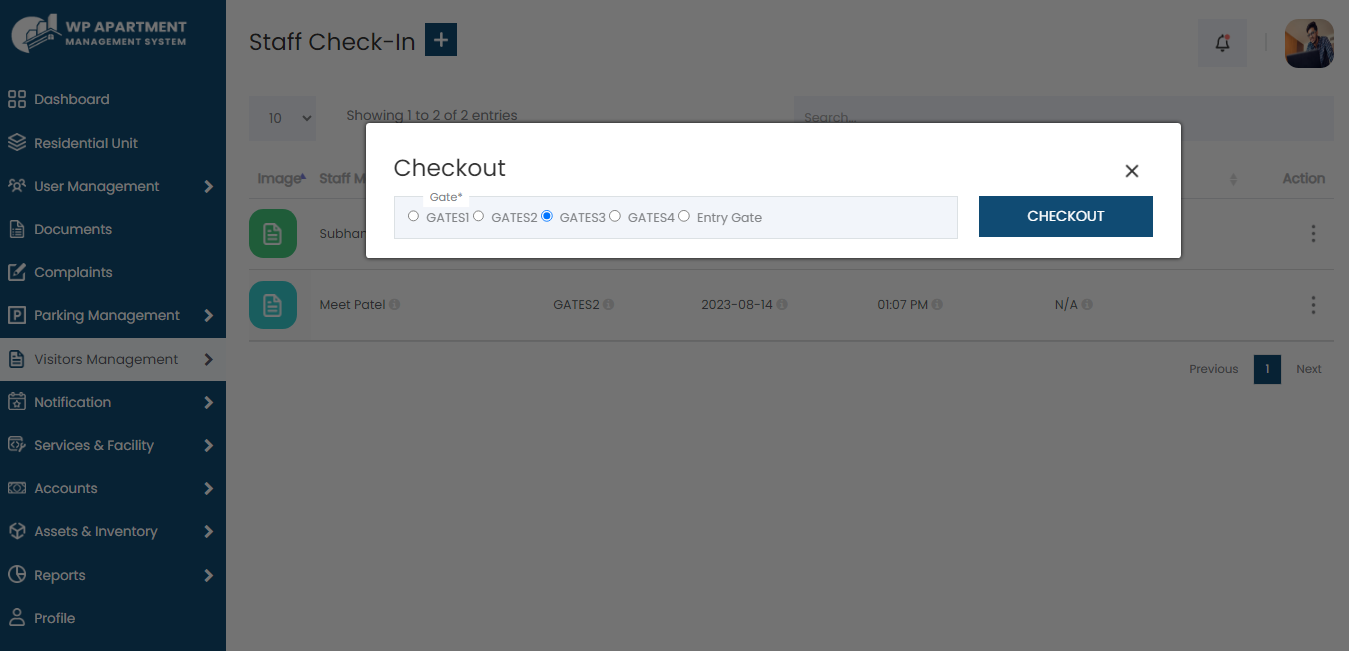 WP APARTMENT
MANAGEMENT SYSTEM
Dashboard
Residential Unit
User Management
Documents
Complaints
Parking Management
Visitors Management
Notification
Services & Facility
Accounts
Assets & Inventory
Reports
Profile
Staff Check-In +
10
Showing 1 to 2 of 2 entries
Search...
Checkout
Gate*
GATES1 GATES2 GATES3 GATES4 Entry Gate
CHECKOUT
Image Staff M Action
Subhan
Meet Patel GATES2 2023-08-14 01:07 PM N/A
Previous 1 Next